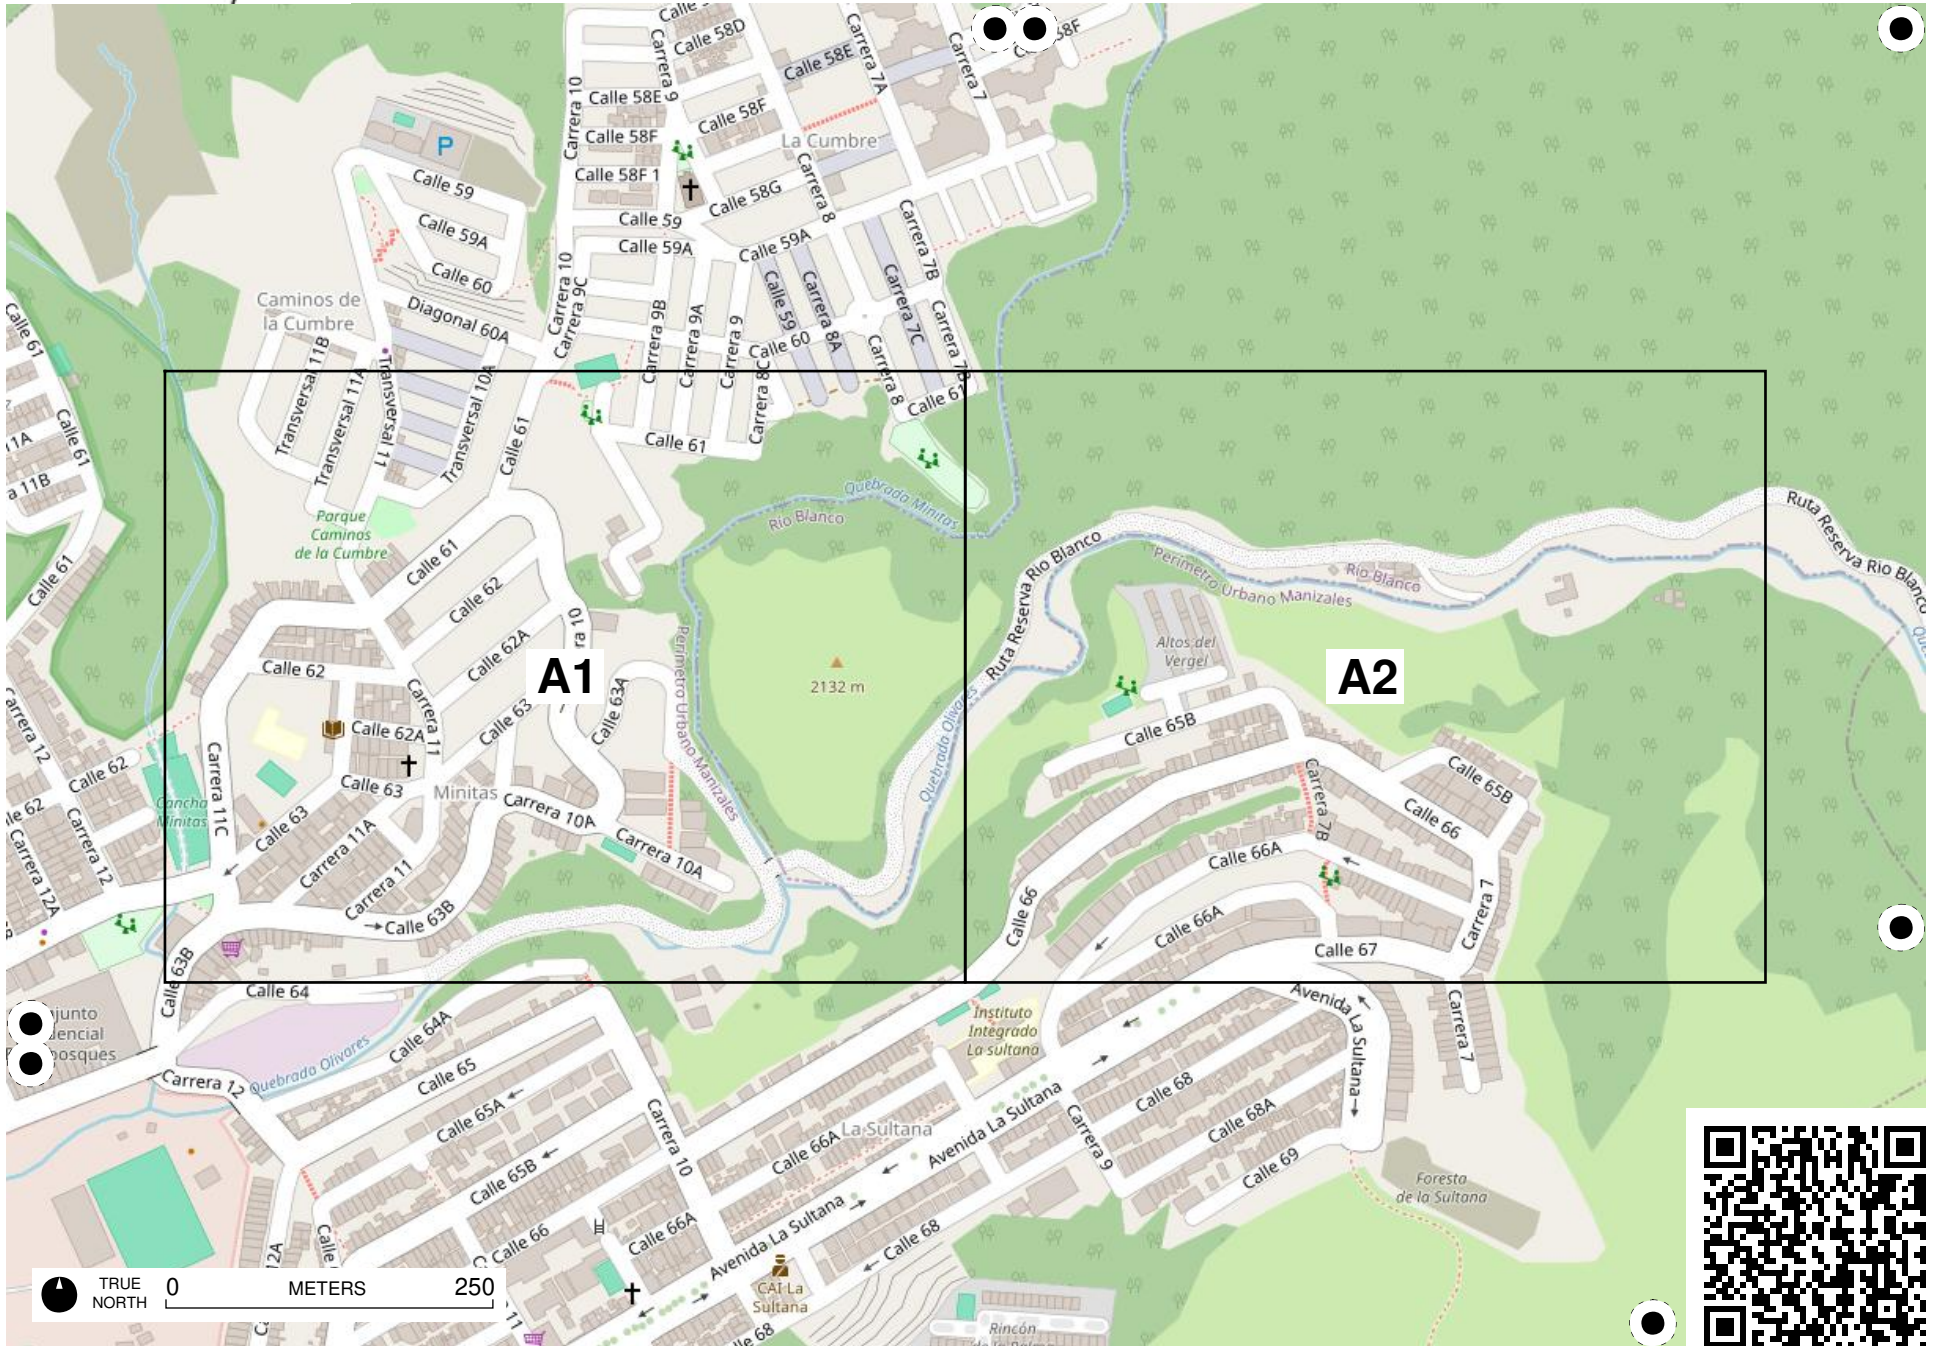 Calle 58D
Carrera 9
Calle 58E
Carrera 7A
Carrera 7
58F
Carrera 10
Calle 58E
Calle 58F
Calle 58F
La Cumbre
P
Calle 58F 1
Calle 58G
Carrera 8
Calle 59
Calle 59
Calle 59A
Calle 59A
Calle 59A
Carrera 7B
Calle 60
Carrera 10
Carrera 9C
Calle 59
Carrera 8A
Carrera 7C
Carrera 7B
Caminos de
la Cumbre
Diagonal 60A
Carrera 9B
Carrera 9A
Carrera 9
Calle 60
Carrera 8C
Carrera 8
Calle 61
Calle 61
Transversal 11B
Transversal 11A
Transversal 11
Transversal 10A
Calle 61
Calle 61
Calle 61
11A
a 11B
Calle 61
Parque
Caminos
de la Cumbre
Quebrada Minitas
Río Blanco
Ruta Reserva Río Blanco
Ruta Reserva Río Blanco
Perímetro Urbano Manizales
Río Blanco
Calle 61
Calle 62
Calle 62A
ra 10
Altos del
Vergel
A1
A2
2132 m
Perímetro Urbano Manizales
Quebrada Olivares
Calle 62
Carrera 11
Calle 62A
Calle 63
Calle 63A
Calle 65B
Carrera 12
Calle 62
Carrera 11C
Calle 63
Minitas
Carrera 10A
Carrera 10A
Cancha
Minitas
Calle 63
Carrera 11A
Carrera 11
Calle 63B
lle 62
Carrera 12
Carrera 12A
Calle 65B
Calle 66
Carrera 7B
Calle 66A
Calle 66
Calle 66A
Carrera 7
Calle 67
Calle 63B
Calle 64
junto
dencial
bosques
Calle 64A
Quebrada Olivares
Carrera 12
Calle 65
Calle 65A
Calle 65B
Carrera 10
Instituto
Integrado
La sultana
Avenida La Sultana
Carrera 7
Calle 68
Calle 68A
Calle 69
Carrera 9
Avenida La Sultana
La Sultana
Calle 66A
Foresta
de la Sultana
Calle 66
Calle 66A
Avenida La Sultana
Calle 68
CAI La
Sultana
12A
11
lle 68
Rincón
TRUE
NORTH
0 METERS 250